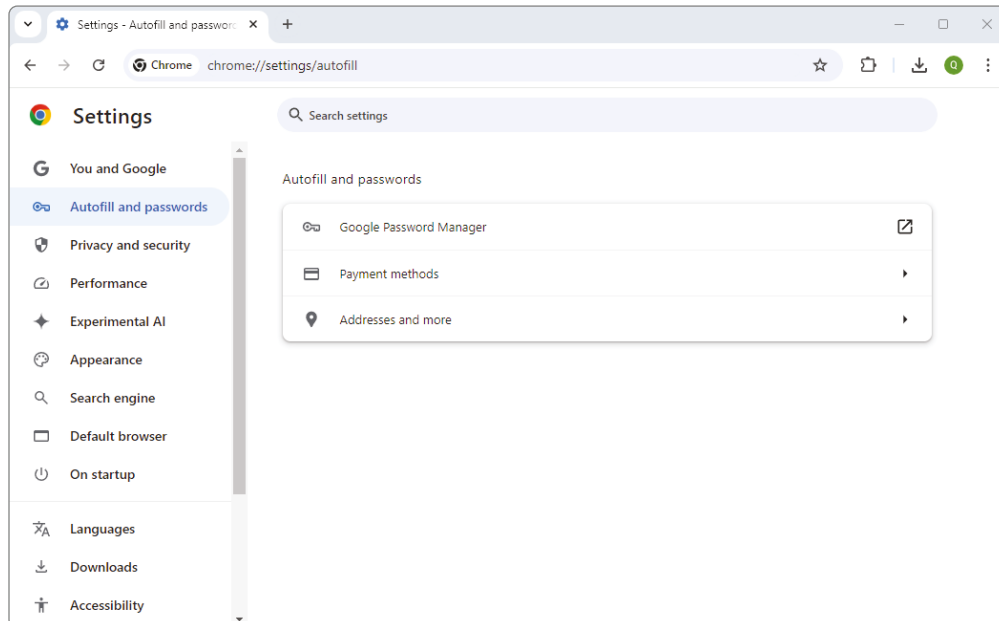 Settings - Autofill and passwor
Chrome chrome://settings/autofill
Q
Settings
Search settings
You and Google
Autofill and passwords
Privacy and security
Performance
Experimental AI
Appearance
Search engine
Default browser
On startup
Languages
Downloads
Accessibility
Autofill and passwords
Google Password Manager
Payment methods
Addresses and more